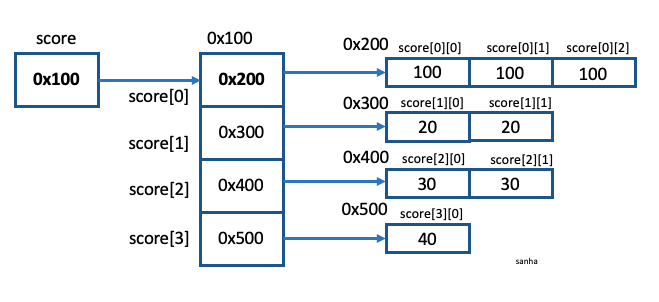 score
0x100
0x100
0x200
score[0]
0x300
score[1]
0x400
score[2]
0x500
score[3]
0x200
score[0][0] score[0][1] score[0][2]
100 100 100
0x300
score[1][0] score[1][1]
20 20
0x400
score[2][0] score[2][1]
30 30
0x500
score[3][0]
40
sanha